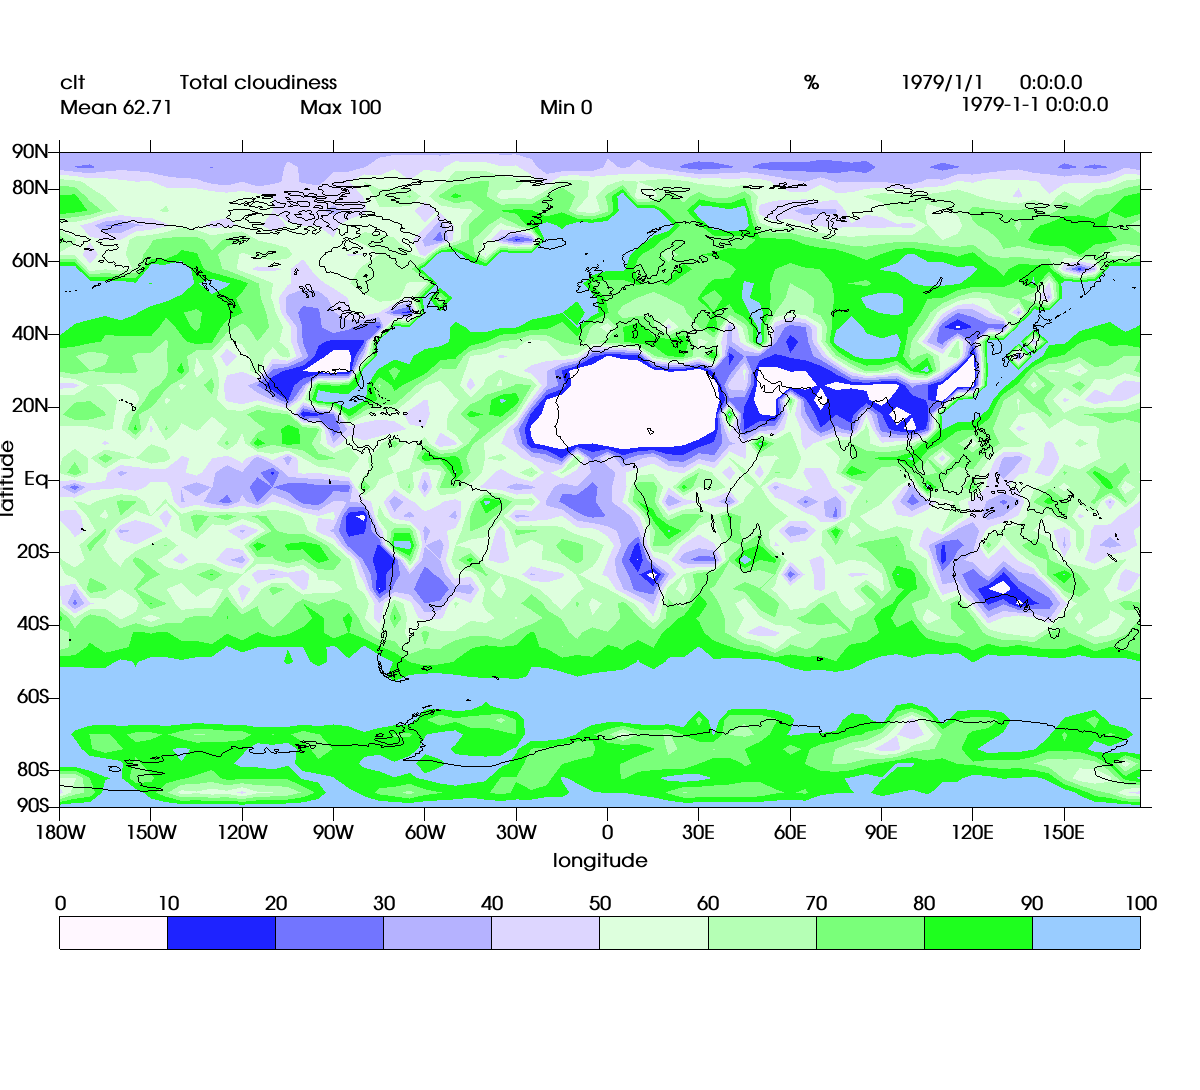 clt Total cloudiness % 1979/1/1 0:0:0.0
Mean 62.71 Max 100 Min 0 1979-1-1 0:0:0.0
90N
80N
60N
40N
20N
Eq
20S
40S
60S
80S
90S
latitude
180W 150W 120W 90W 60W 30W 0 30E 60E 90E 120E 150E
longitude
0 10 20 30 40 50 60 70 80 90 100